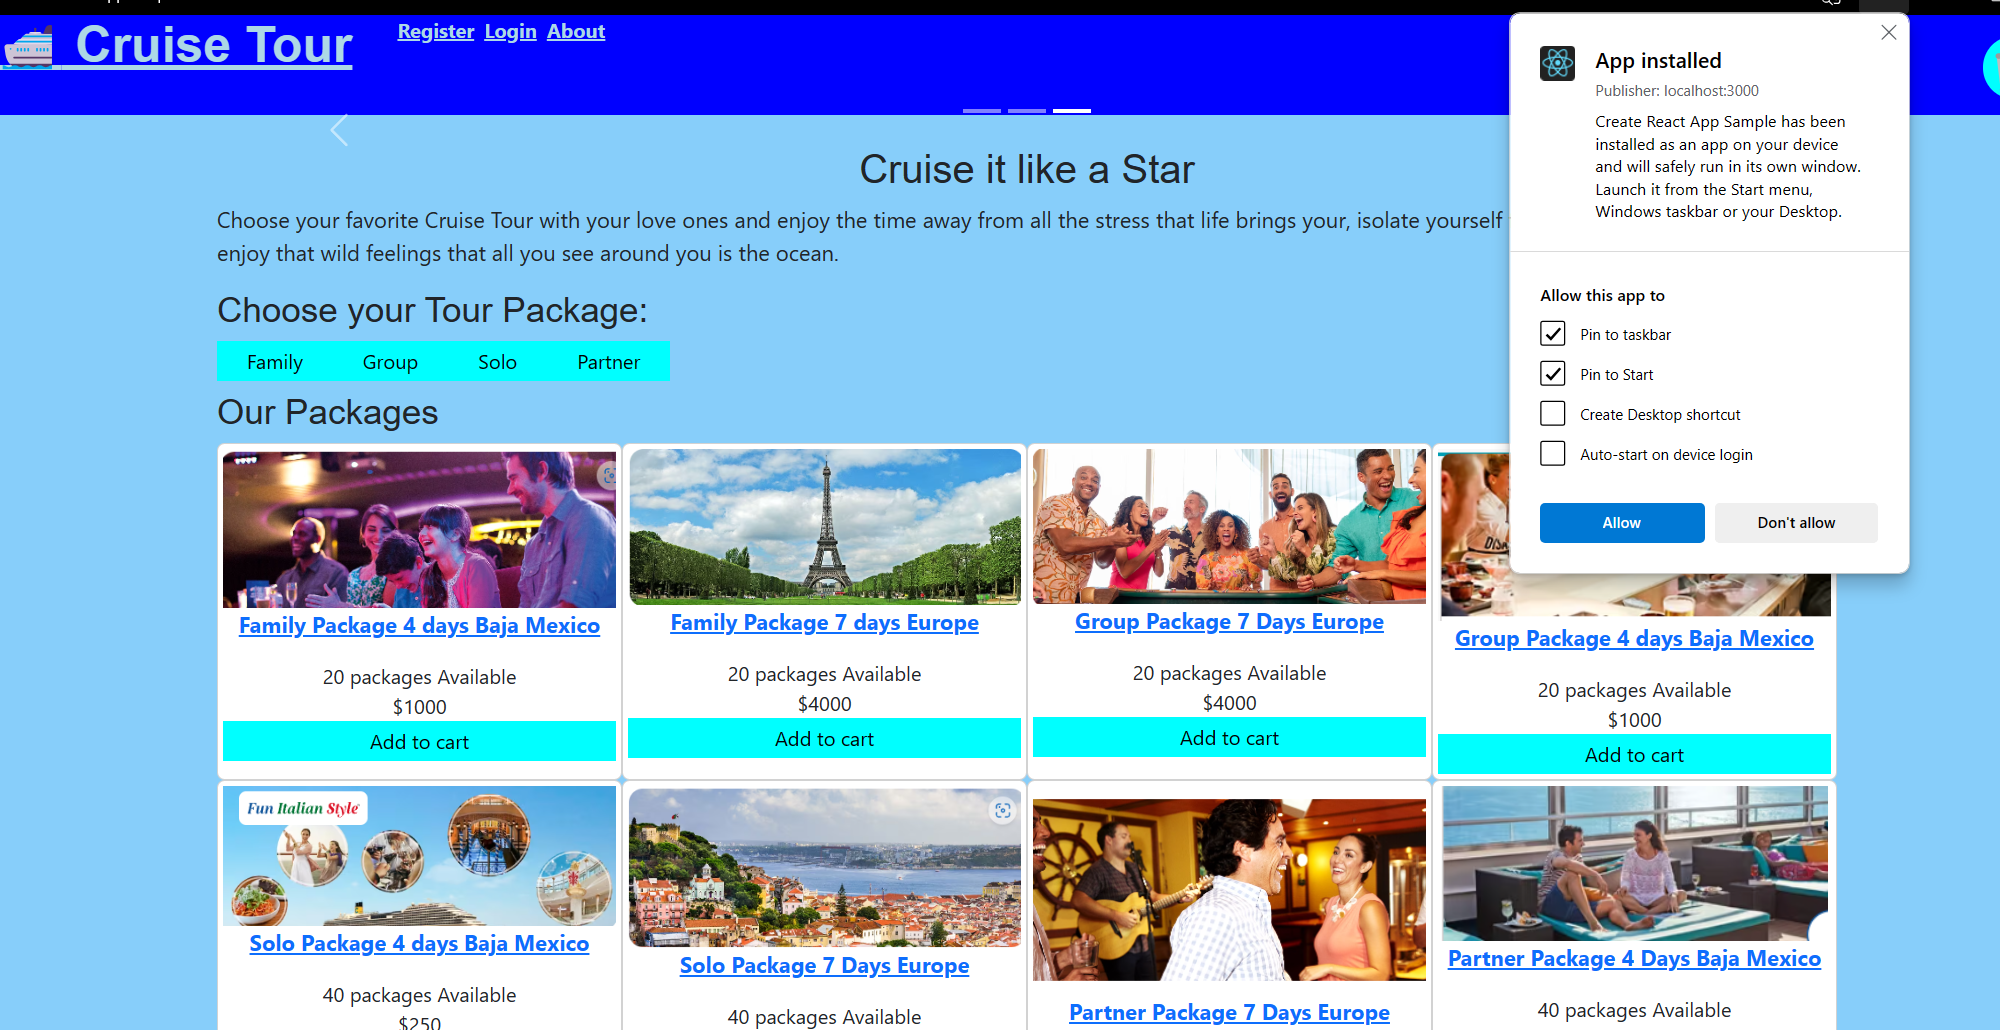 Cruise Tour
Register Login About
Cruise it like a Star
Choose your favorite Cruise Tour with your love ones and enjoy the time away from all the stress that life brings your, isolate yourself
enjoy that wild feelings that all you see around you is the ocean.
Choose your Tour Package:
Family Group Solo Partner
Our Packages
Family Package 4 days Baja Mexico
20 packages Available
$1000
Add to cart
Family Package 7 days Europe
20 packages Available
$4000
Add to cart
Group Package 7 Days Europe
20 packages Available
$4000
Add to cart
Group Package 4 days Baja Mexico
20 packages Available
$1000
Add to cart
Fun Italian Style
Solo Package 4 days Baja Mexico
40 packages Available
$250
Solo Package 7 Days Europe
40 packages Available
Partner Package 7 Days Europe
Partner Package 4 Days Baja Mexico
40 packages Available
App installed
Publisher: localhost:3000
Create React App Sample has been
installed as an app on your device
and will safely run in its own window.
Launch it from the Start menu,
Windows taskbar or your Desktop.
Allow this app to
Pin to taskbar
Pin to Start
Create Desktop shortcut
Auto-start on device login
Allow
Don't allow